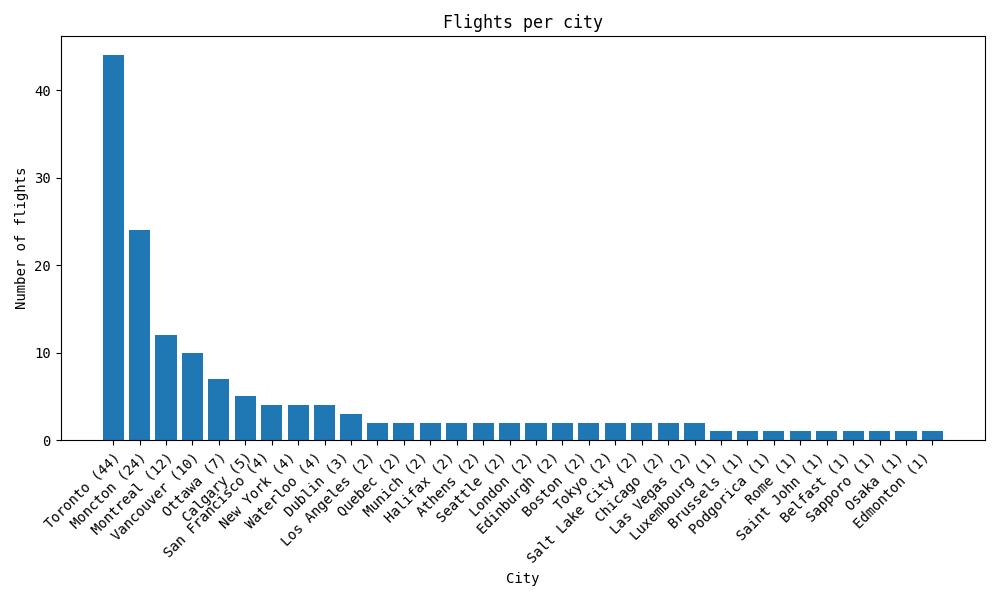 Flights per city
Number of flights
40
30
20
10
0
Toronto (44)
Moncton (24)
Montreal (12)
Vancouver (10)
Ottawa (7)
Calgary (5)
San Francisco (4)
New York (4)
Waterloo (4)
Dublin (3)
Los Angeles (2)
Quebec (2)
Munich (2)
Halifax (2)
Athens (2)
Seattle (2)
London (2)
Edinburgh (2)
Boston (2)
Tokyo (2)
Salt Lake City (2)
Chicago (2)
Las Vegas (2)
Luxembourg (1)
Brussels (1)
Podgorica (1)
Rome (1)
Saint John (1)
Belfast (1)
Sapporo (1)
Osaka (1)
Edmonton (1)
City